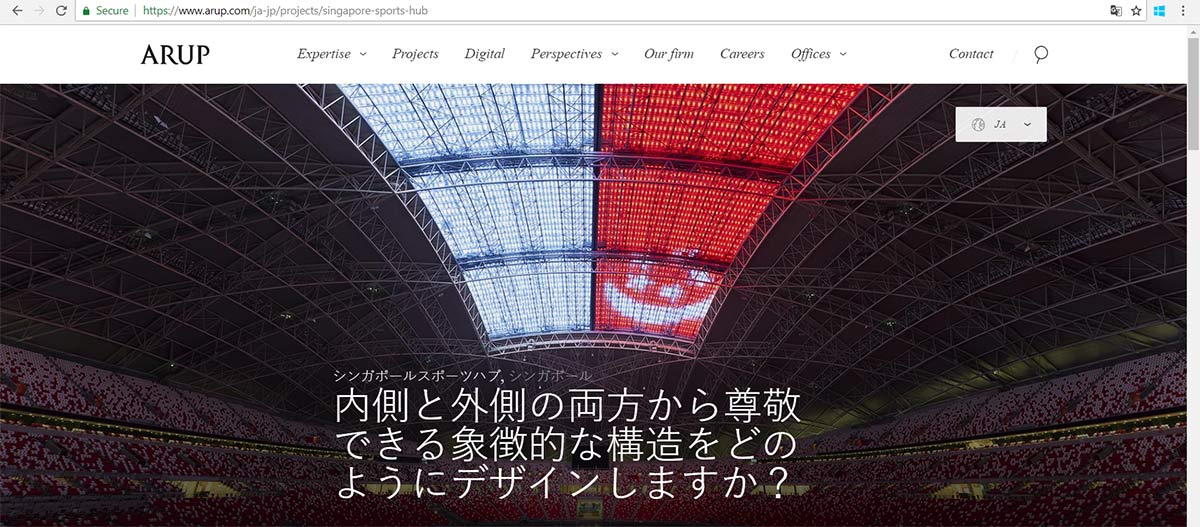 Secure https://www.arup.com/ja-jp/projects/singapore-sports-hub
ARUP Expertise Projects Digital Perspectives Our firm Careers Offices Contact
JA
シンガポールスポーツハブ, シンガポール
内側と外側の両方から尊敬
できる象徴的な構造をどの
ようにデザインしますか？